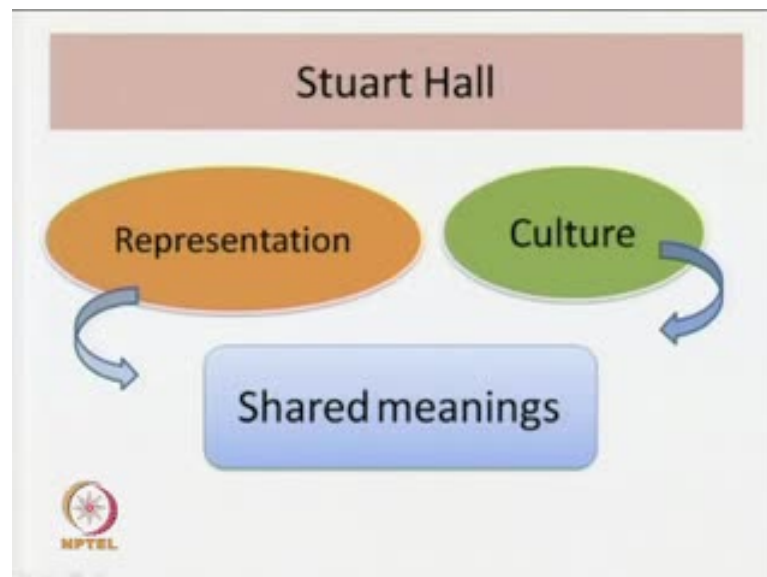 Stuart Hall
Representation
Culture
Shared meanings
NPTEL